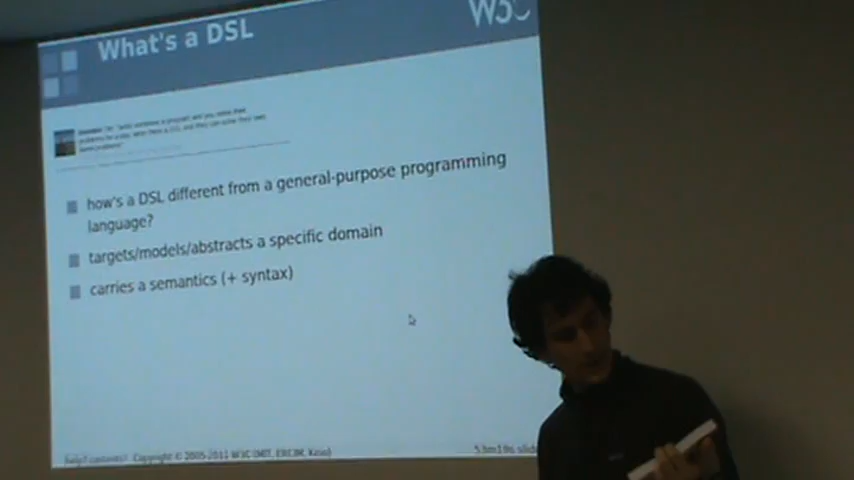 What's a DSL
W3C
how's a DSL different from a general-purpose programming
language?
targets/models/abstracts a specific domain
carries a semantics (+ syntax)
Copyright © 2005-2011 W3C (MIT, ERCIM, Keio)